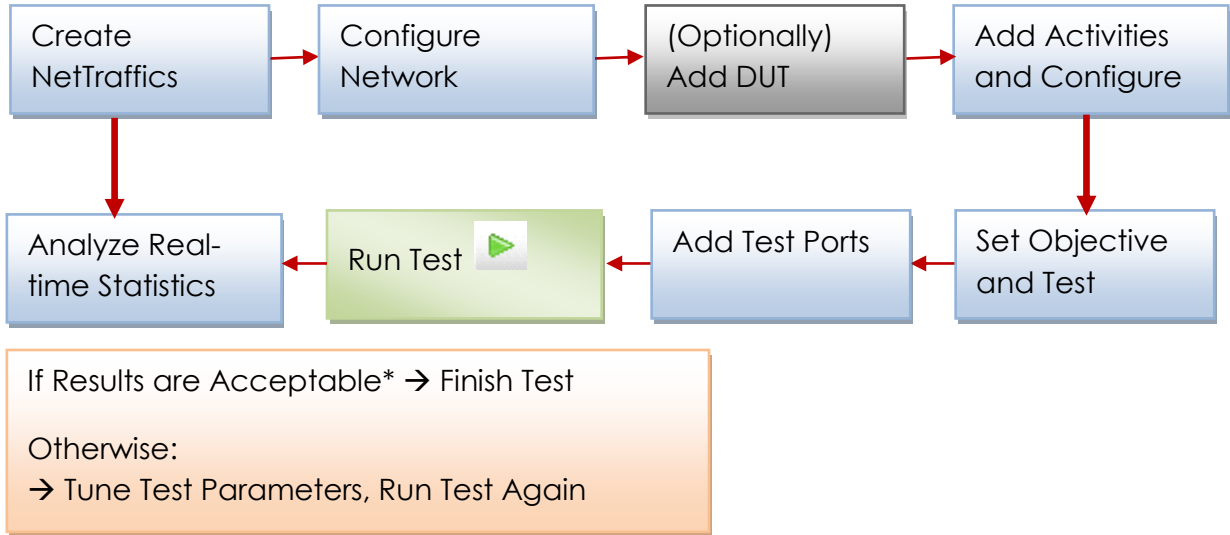 Create
NetTraffics
Configure
Network
(Optionally)
Add DUT
Add Activities
and Configure
Analyze Real-
time Statistics
Run Test
Add Test Ports
Set Objective
and Test
If Results are Acceptable* → Finish Test
Otherwise:
→ Tune Test Parameters, Run Test Again